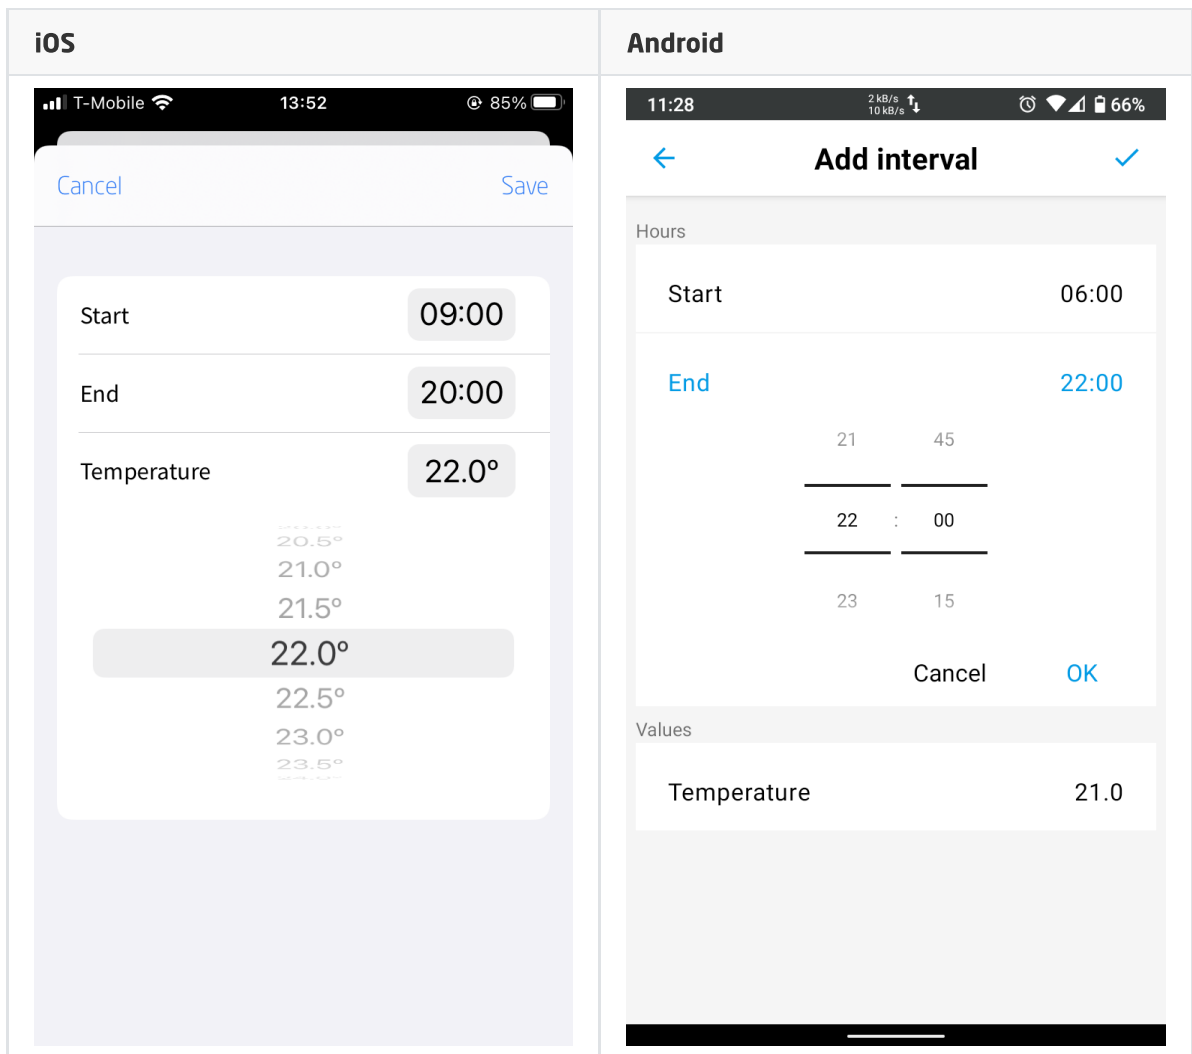 iOS
T-Mobile 13:52 85%
Cancel Save
Start 09:00
End 20:00
Temperature 22.0°
20.5°
21.0°
21.5°
22.0°
22.5°
23.0°
23.5°
Android
11:28 2 kB/s 66%
10 kB/s
Add interval
Hours
Start 06:00
End 22:00
21 45
22 : 00
23 15
Cancel OK
Values
Temperature 21.0